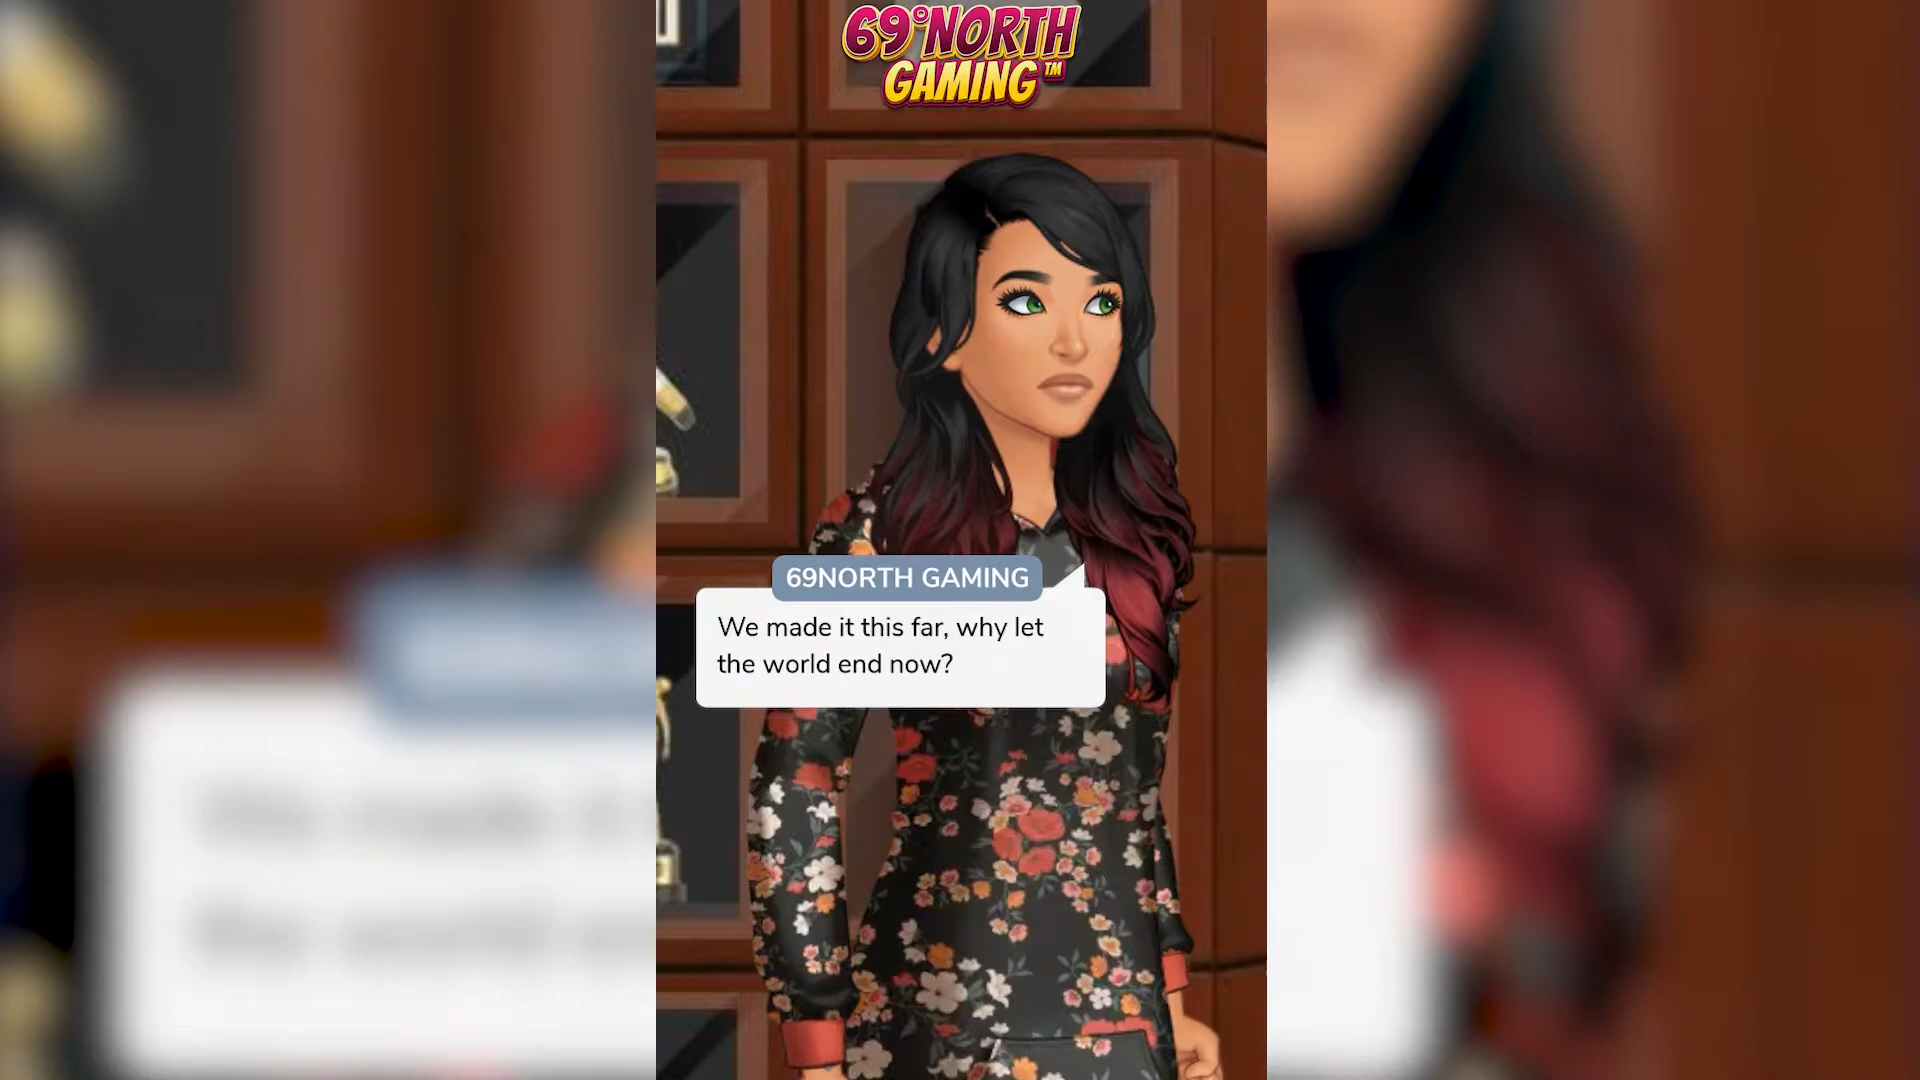 69°NORTH
GAMING™
69NORTH GAMING
We made it this far, why let
the world end now?